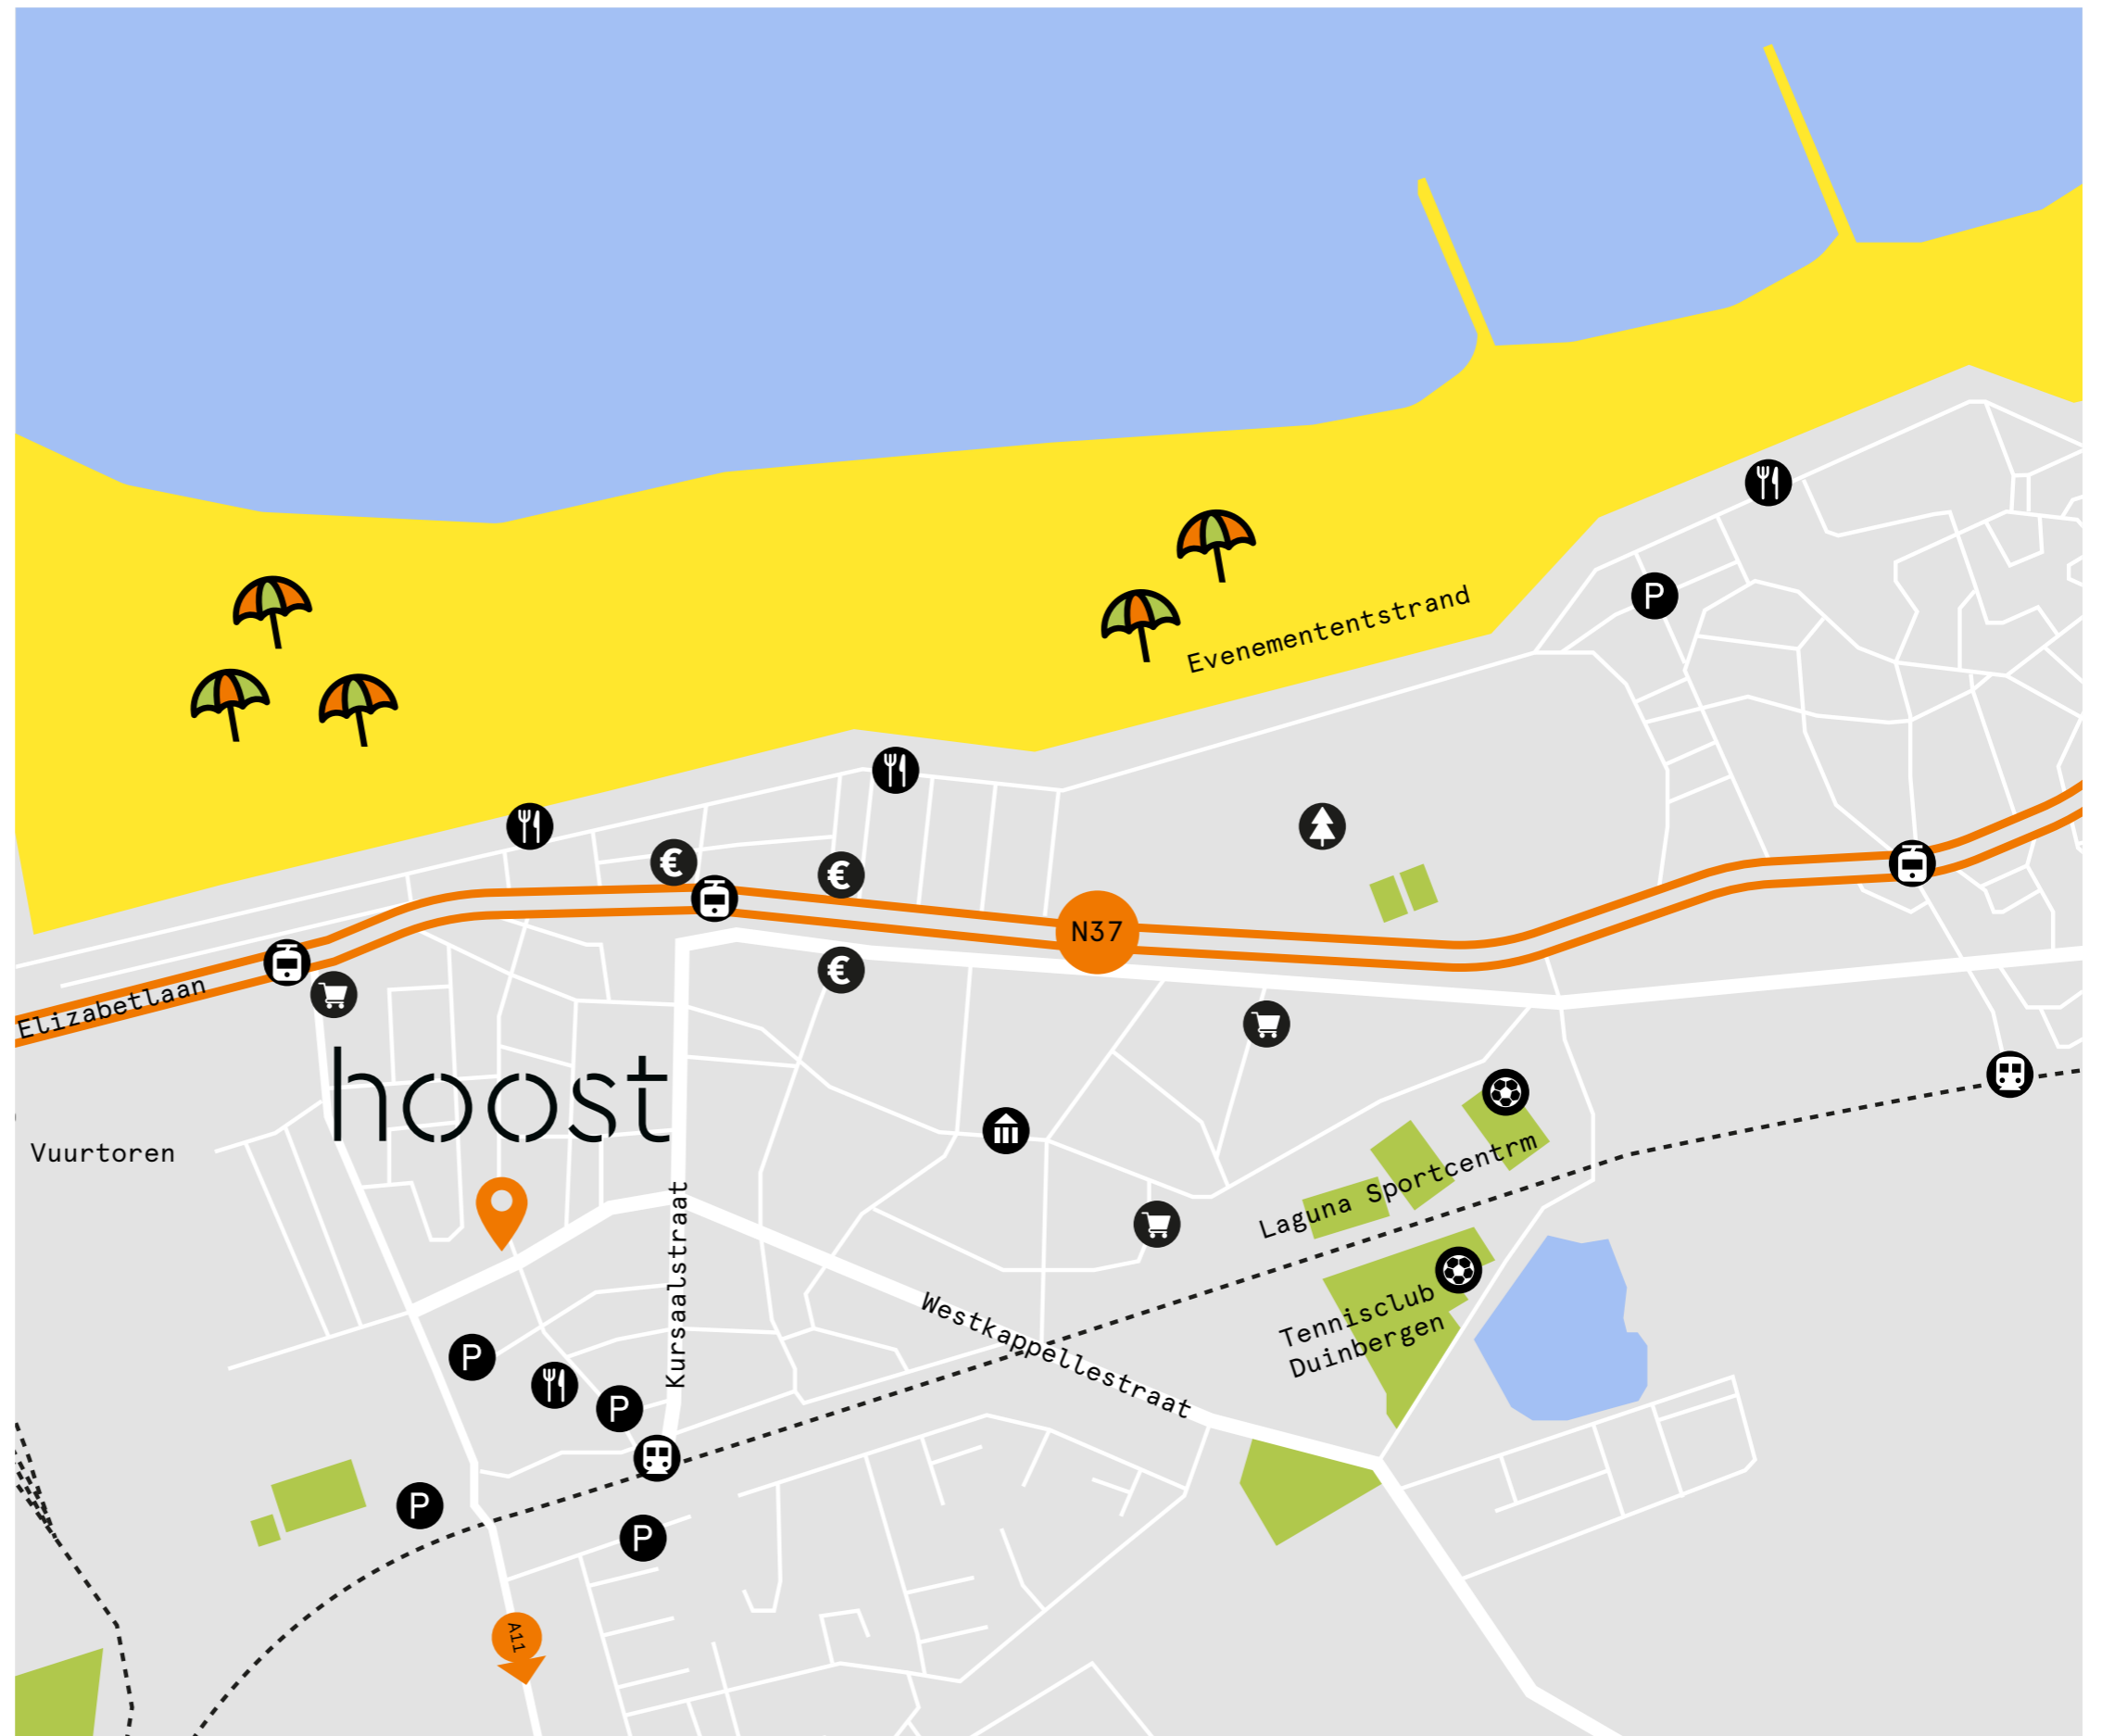 Evenemententstrand
N37
Elizabetlaan
hoost
Vuurtoren
Kursaalstraat
Laguna Sportcentrm
Tennisclub
Duinbergen
Westkappellestraat
P
P
P
P
P
€
€
€
A11